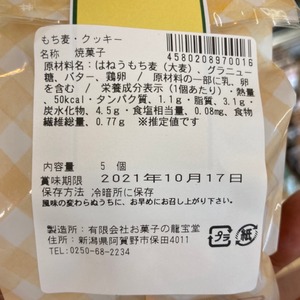 もち麦・クッキー
名称 焼菓子
4580208970016
原材料名：（はねうもち麦（大麦）、グラニュー
糖、バター、鶏卵 / 原材料の一部に乳、卵
を含む / 栄養成分表示（1個あたり）・熱量、
50kcal・タンパク質、1.1g・脂質、3.1g・
炭水化物、4.5g・食塩相当量、0.08mg、食物
繊維総量、0.77g ※推定値です
内容量 5 個
賞味期限 2021年10月17日
保存方法 冷暗所に保存
風味の変わらぬうちに、お早めにお召し上がり下さい。
製造所：有限会社お菓子の龍宝堂
住所：新潟県阿賀野市保田4011
TEL：0250-68-2234
プラ 紙